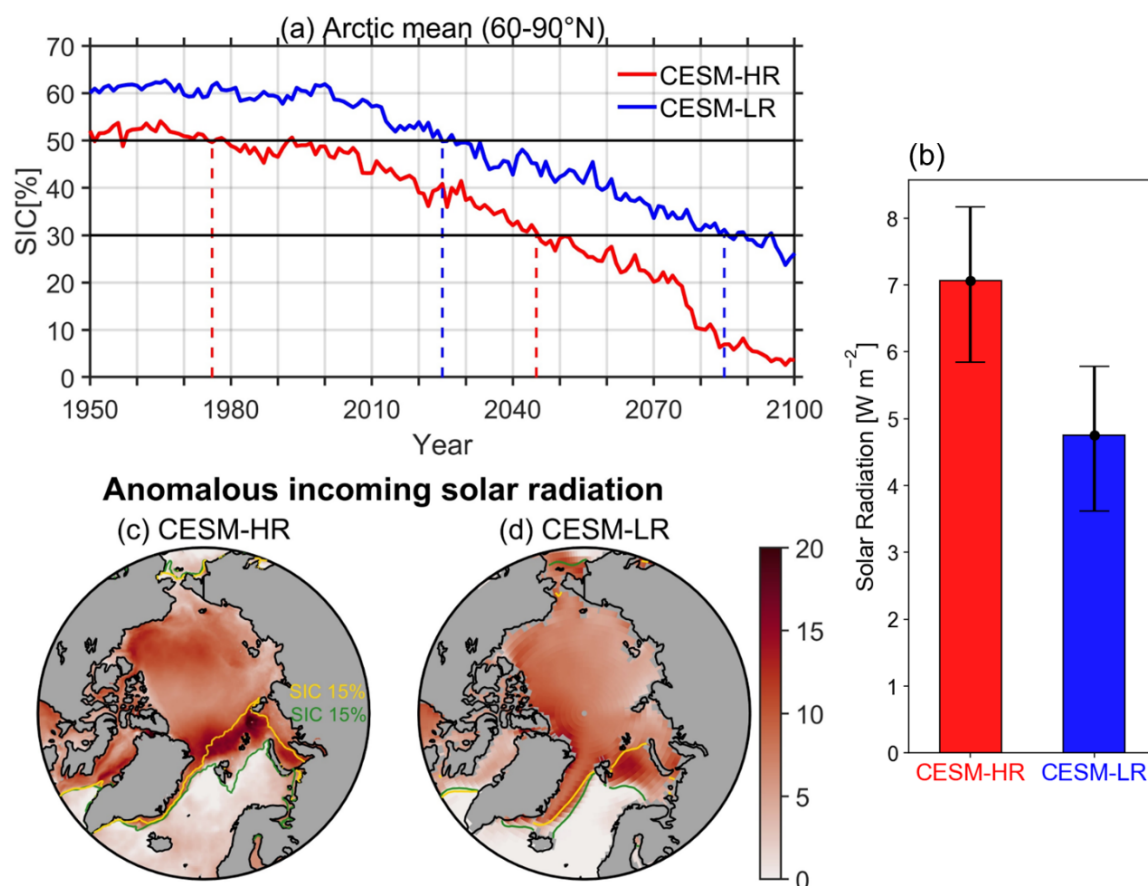 (a) Arctic mean (60-90°N)
70
60
50
40
30
20
10
0
SIC[%]
CESM-HR
CESM-LR
1950
1980
2010
2040
2070
2100
Year
(b)
8
7
6
5
4
3
2
1
0
Solar Radiation [W m⁻²]
CESM-HR
CESM-LR
Anomalous incoming solar radiation
(c) CESM-HR
(d) CESM-LR
SIC 15%
SIC 15%
20
15
10
5
0